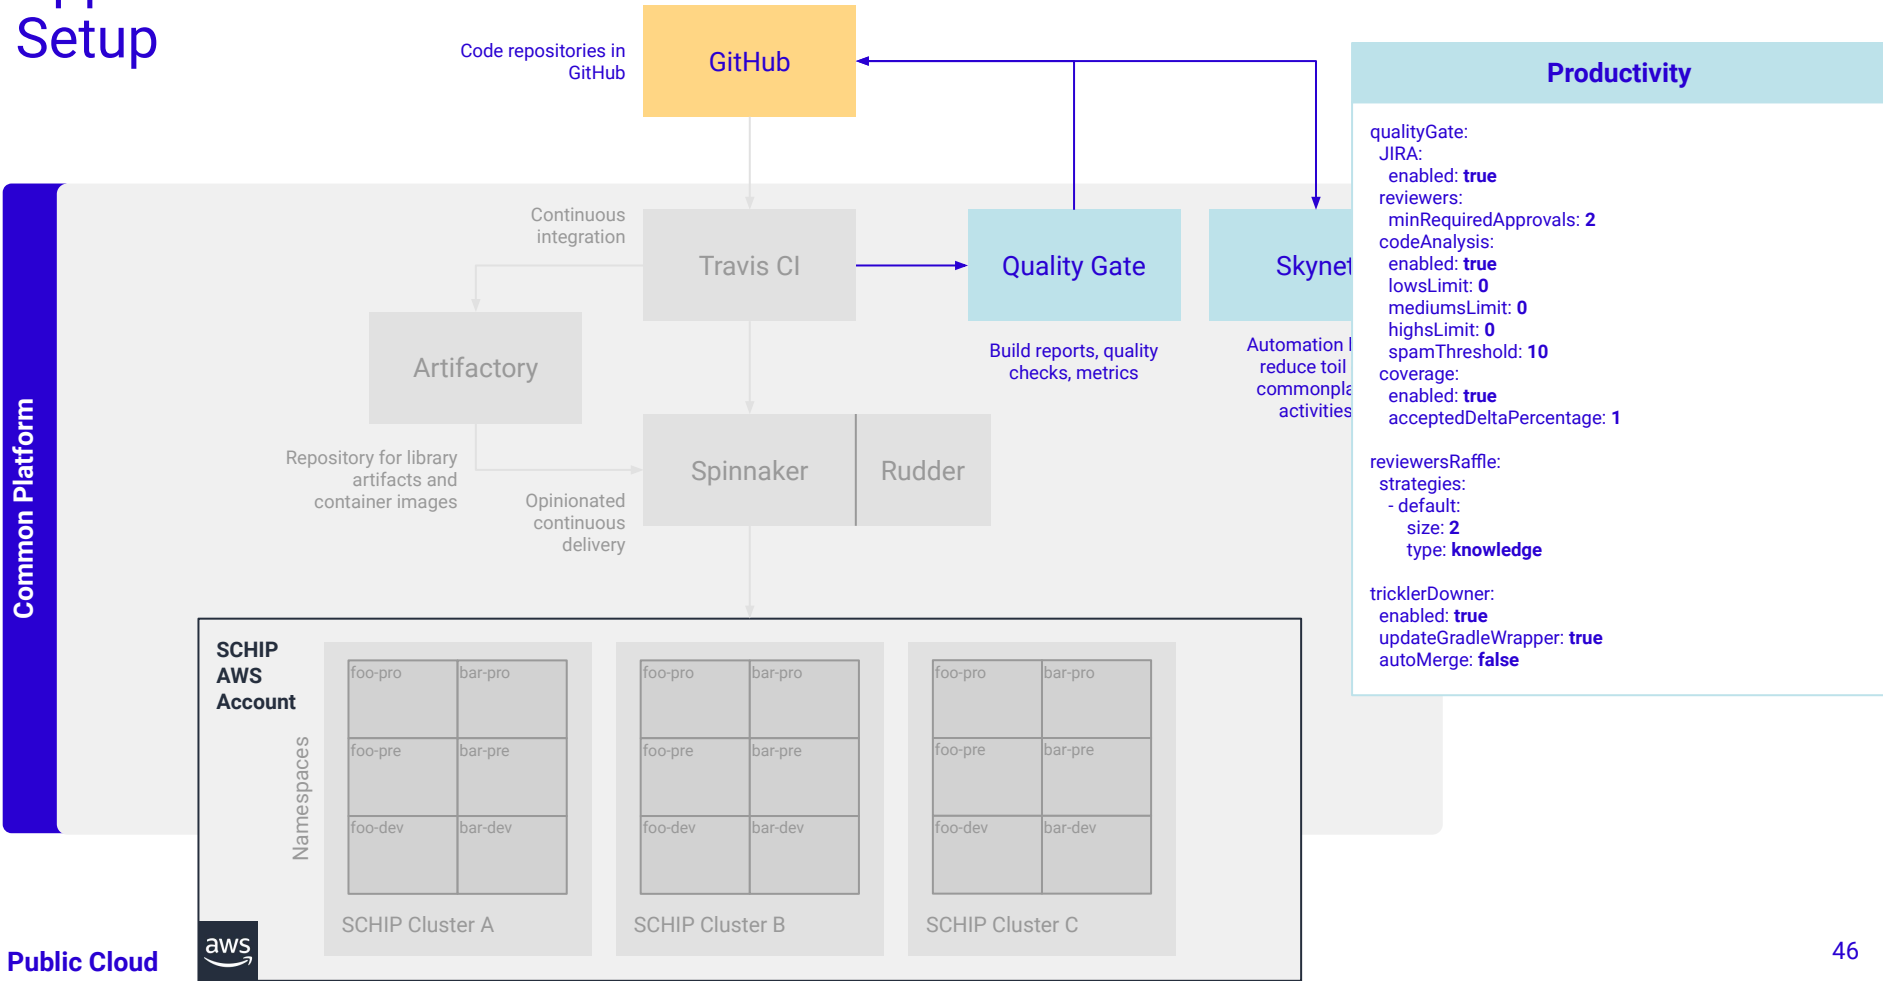 Setup
Code repositories in
GitHub
GitHub
Continuous
integration
Travis CI
Quality Gate
Skynet
Build reports, quality
checks, metrics
Automation
reduce toil
activities
Artifactory
Repository for library
artifacts and
container images
Opinionated
continuous
delivery
Spinnaker
Rudder
Common Platform
Productivity
qualityGate:
JIRA:
enabled: true
reviewers:
minRequiredApprovals: 2
codeAnalysis:
enabled: true
lowsLimit: 0
mediumsLimit: 0
highsLimit: 0
spamThreshold: 10
coverage:
enabled: true
acceptedDeltaPercentage: 1
reviewersRaffle:
strategies:
- default:
size: 2
type: knowledge
tricklerDowner:
enabled: true
updateGradleWrapper: true
autoMerge: false
SCHIP
AWS
Account
Namespaces
foo-pro
bar-pro
foo-pre
bar-pre
foo-dev
bar-dev
SCHIP Cluster A
foo-pro
bar-pro
foo-pre
bar-pre
foo-dev
bar-dev
SCHIP Cluster B
foo-pro
bar-pro
foo-pre
bar-pre
foo-dev
bar-dev
SCHIP Cluster C
aws
Public Cloud
46